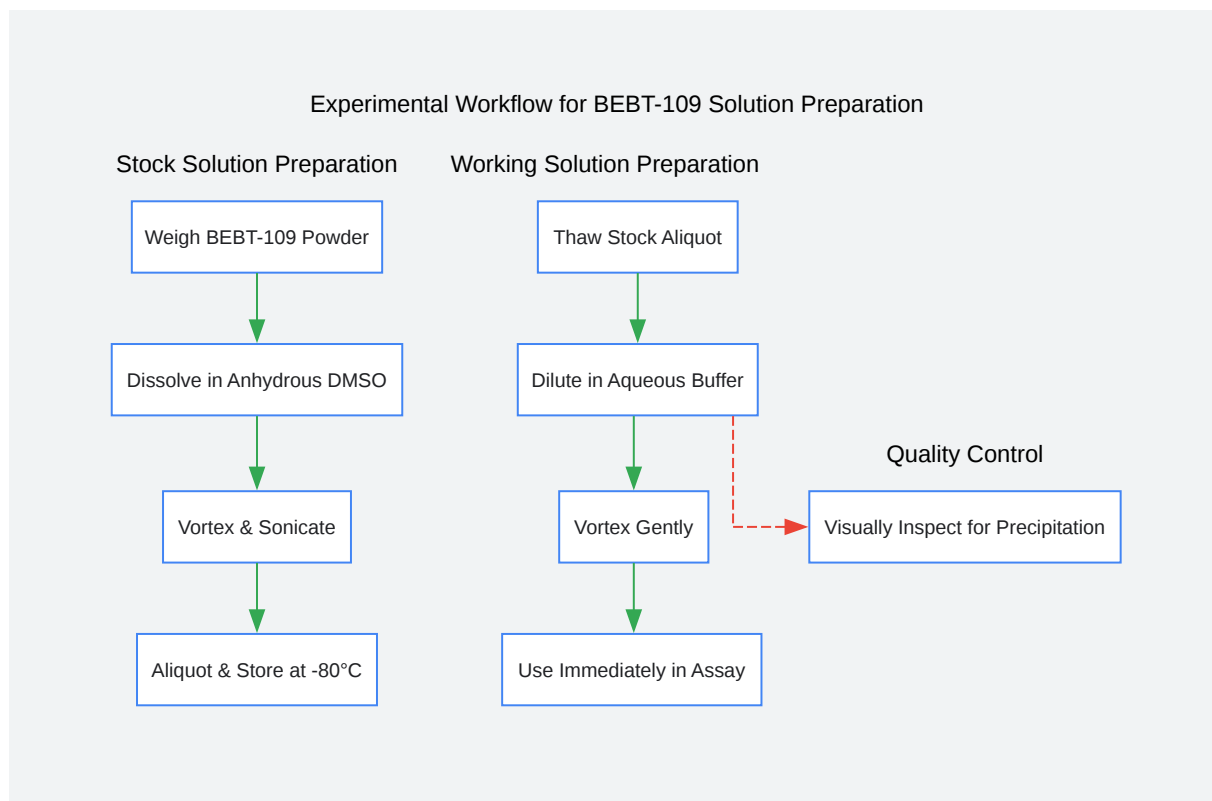 Experimental Workflow for BEBT-109 Solution Preparation
Stock Solution Preparation
Weigh BEBT-109 Powder
Dissolve in Anhydrous DMSO
Vortex & Sonicate
Aliquot & Store at -80°C
Working Solution Preparation
Thaw Stock Aliquot
Dilute in Aqueous Buffer
Vortex Gently
Use Immediately in Assay
Quality Control
Visually Inspect for Precipitation